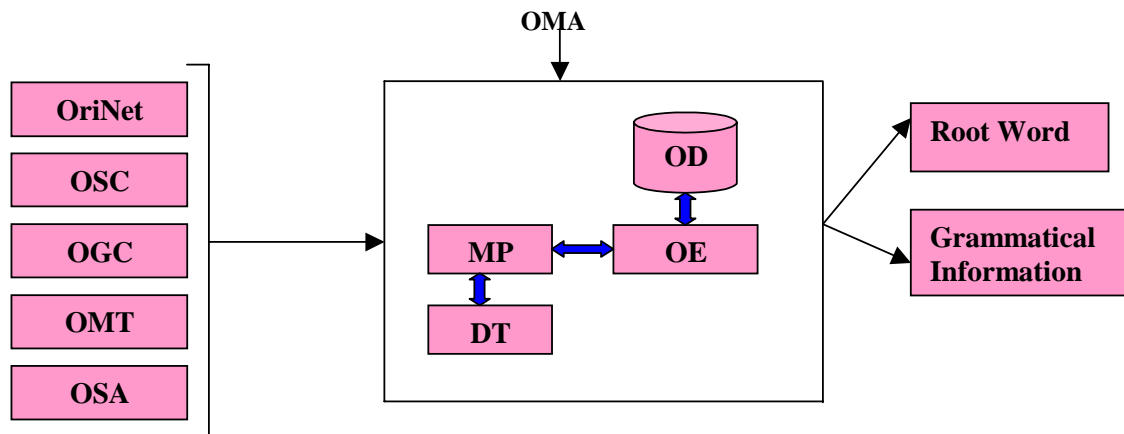 OMA
OriNet
OSC
OGC
OMT
OSA
OD
MP
OE
DT
Root Word
Grammatical
Information